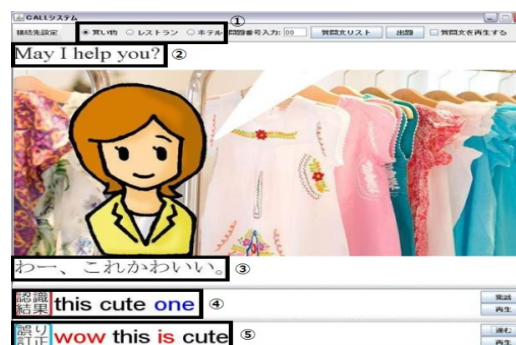 CALLシステム
①
接続先設定 買い物 レストラン ホテル 問題番号入力: 00 質問文リスト 出題 質問文を再生する
May I help you? ②
わー、これかわいい。 ③
認識結果 this cute one ④
発話
再生
誤り訂正 wow this is cute ⑤
進む
再生